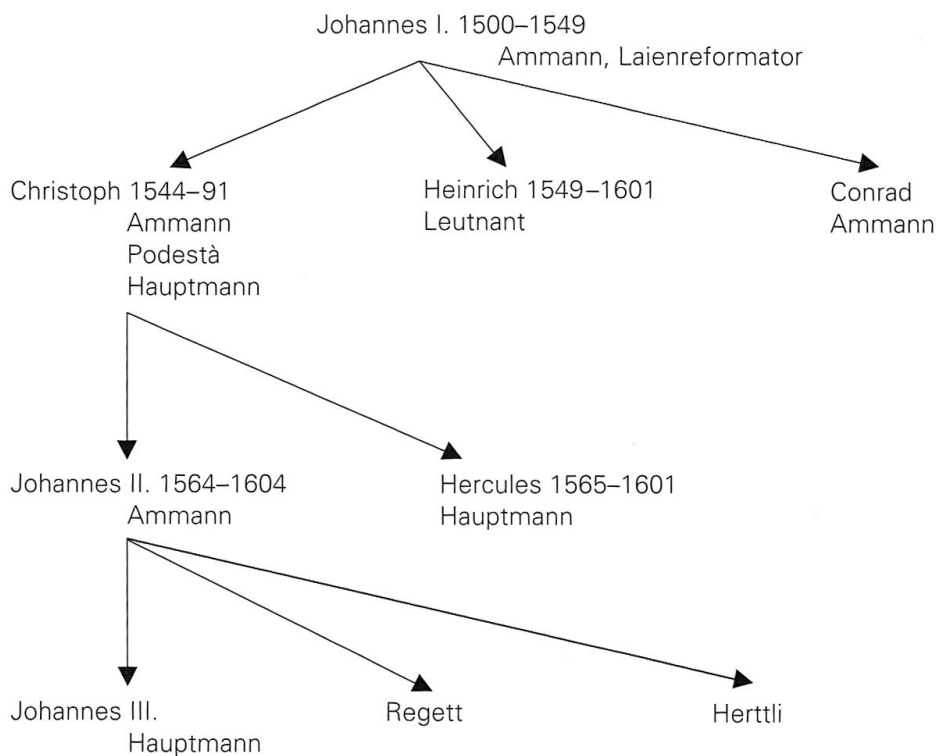 Johannes I. 1500–1549
Ammann, Laienreformator
Christoph 1544–91
Ammann
Podestà
Hauptmann
Heinrich 1549–1601
Leutnant
Conrad
Ammann
Johannes II. 1564–1604
Ammann
Hercules 1565–1601
Hauptmann
Johannes III.
Hauptmann
Regett
Herttli